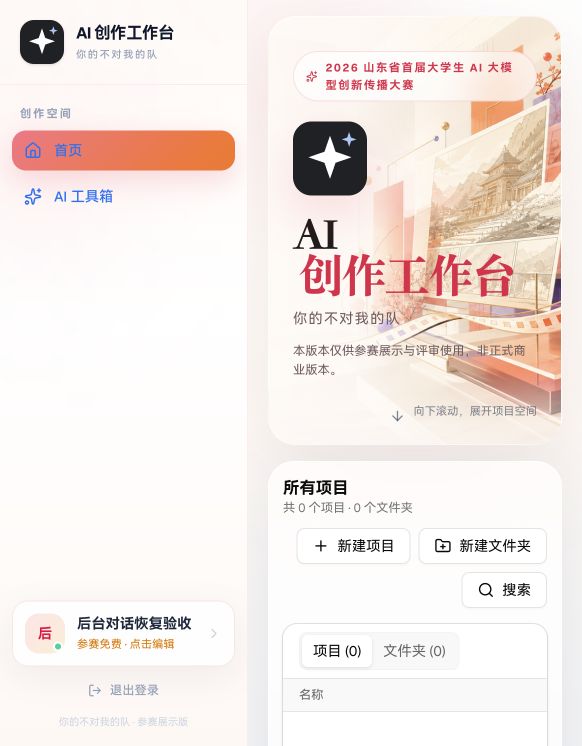 AI 创作工作台
你的不对我的队
创作空间
首页
AI 工具箱
后
后台对话恢复验收
参赛免费 · 点击编辑
退出登录
你的不对我的队 · 参赛展示版
2026 山东省首届大学生 AI 大模
型创新传播大赛
AI
创作工作台
你的不对我的队
本版本仅供参赛展示与评审使用，非正式商
业版本。
向下滚动，展开项目空间
所有项目
共 0 个项目 · 0 个文件夹
新建项目
新建文件夹
搜索
项目 (0)
文件夹 (0)
名称